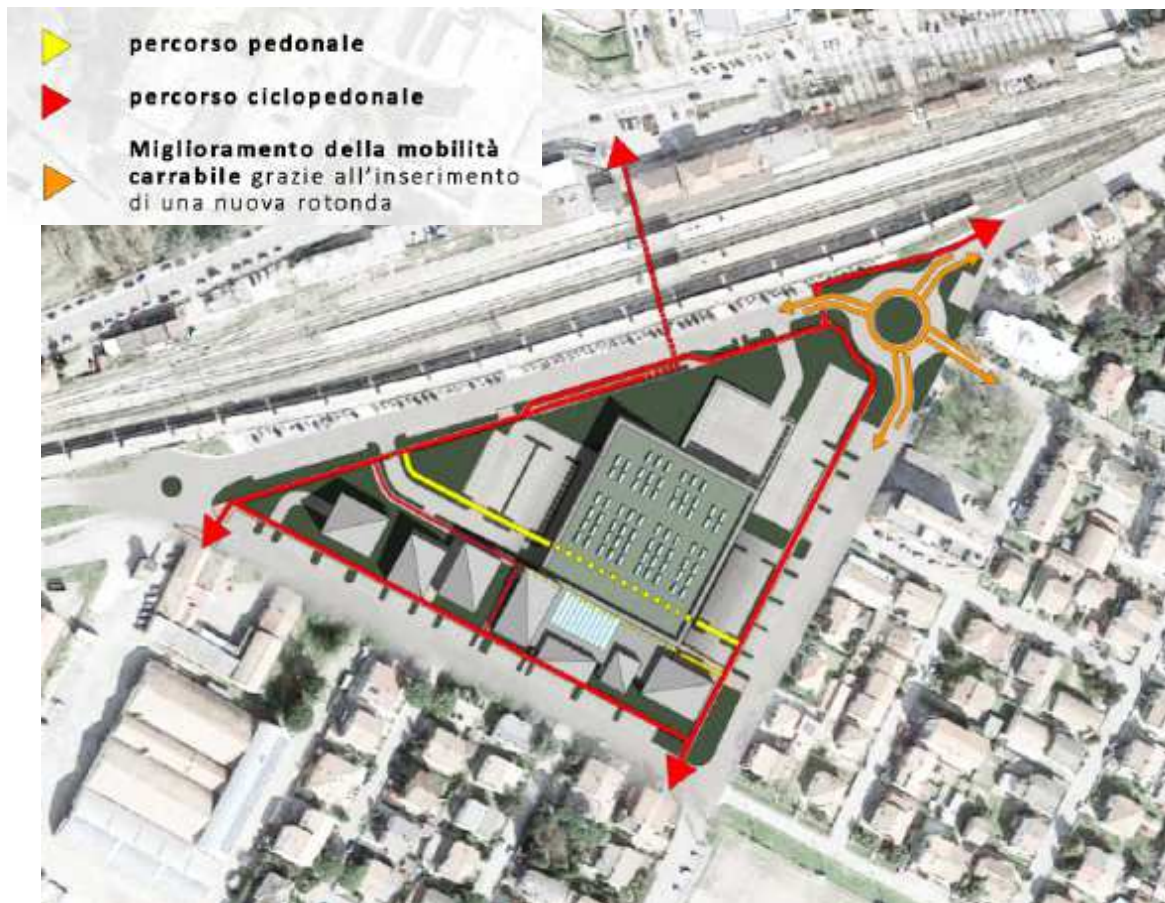 percorso pedonale
percorso ciclopedonale
Miglioramento della mobilità
carrabile grazie all'inserimento
di una nuova rotonda